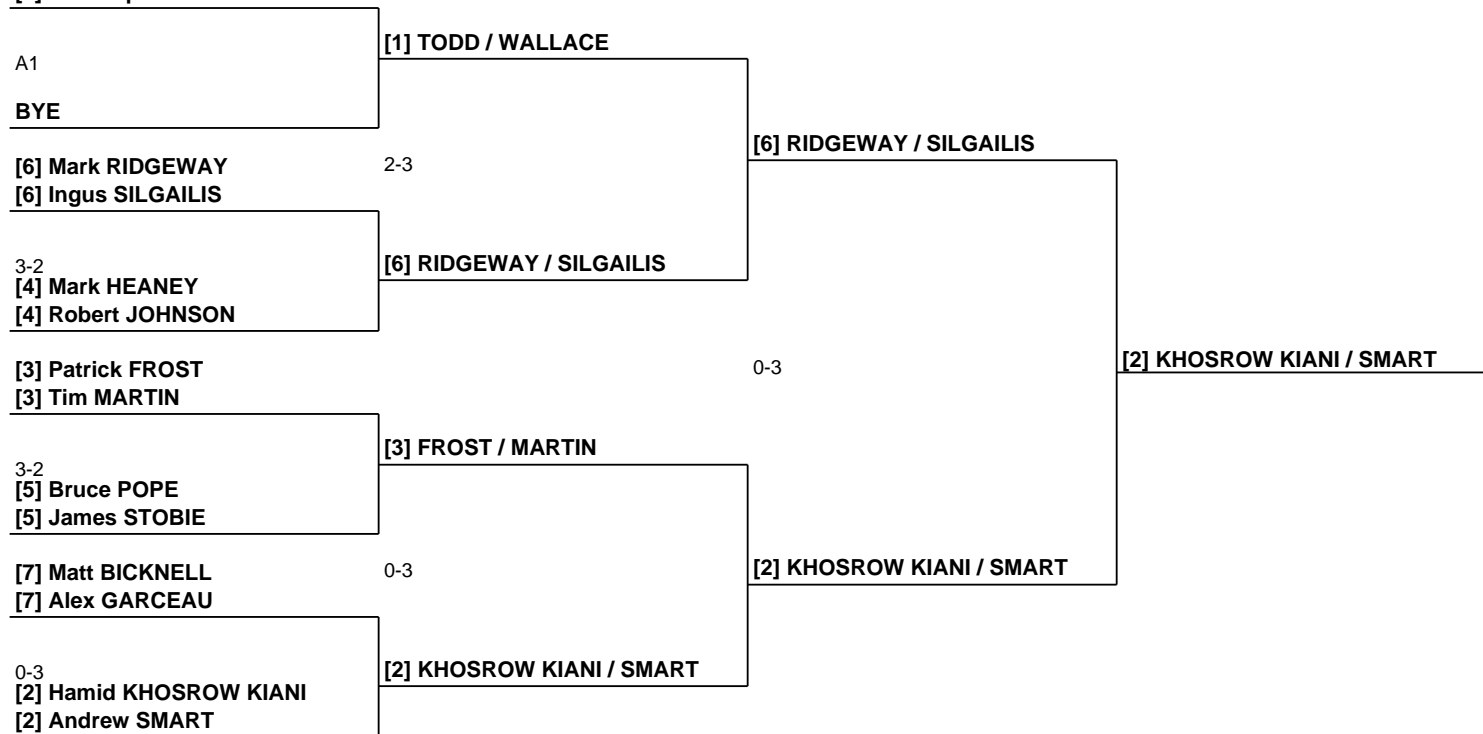 [1] TODD / WALLACE
A1
BYE
[6] RIDGEWAY / SILGAILIS
[6] Mark RIDGEWAY
2-3
[6] Ingus SILGAILIS
3-2
[6] RIDGEWAY / SILGAILIS
[4] Mark HEANEY
[4] Robert JOHNSON
[3] Patrick FROST
0-3
[2] KHOSROW KIANI / SMART
[3] Tim MARTIN
[3] FROST / MARTIN
3-2
[5] Bruce POPE
[5] James STOBIE
[7] Matt BICKNELL
0-3
[2] KHOSROW KIANI / SMART
[7] Alex GARCEAU
0-3
[2] KHOSROW KIANI / SMART
[2] Hamid KHOSROW KIANI
[2] Andrew SMART